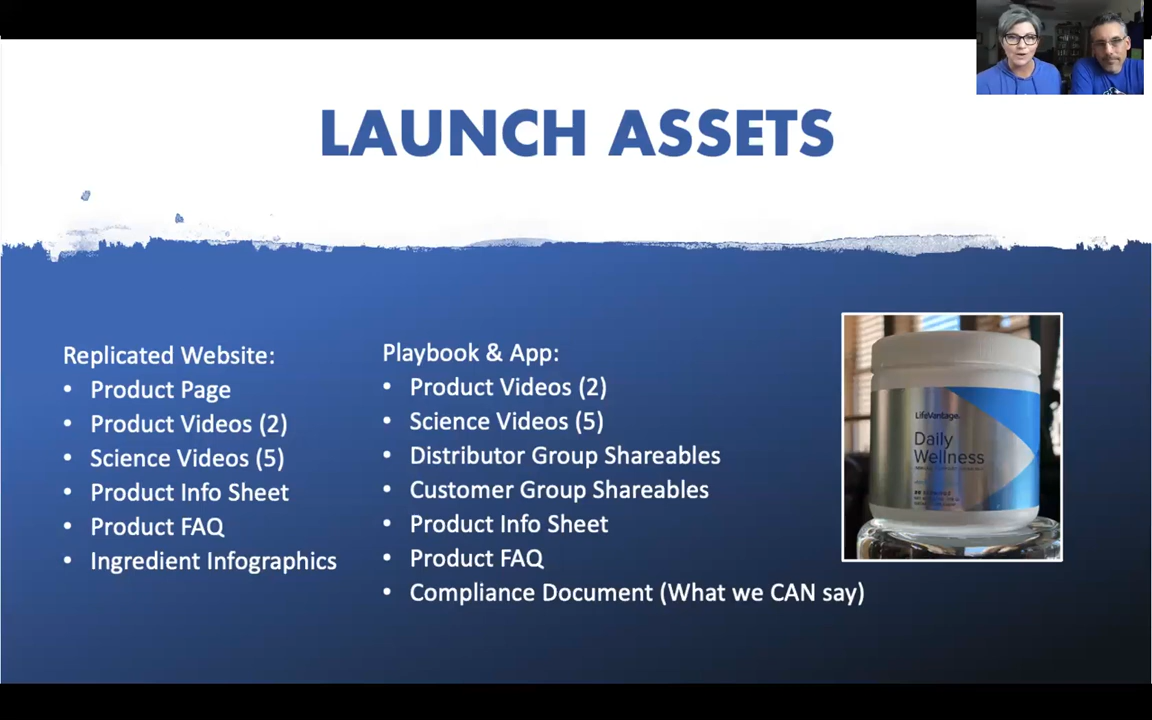 LAUNCH ASSETS
Replicated Website:
• Product Page
• Product Videos (2)
• Science Videos (5)
• Product Info Sheet
• Product FAQ
• Ingredient Infographics
Playbook & App:
• Product Videos (2)
• Science Videos (5)
• Distributor Group Shareables
• Customer Group Shareables
• Product Info Sheet
• Product FAQ
• Compliance Document (What we CAN say)
LifeVantage.
Daily
Wellness